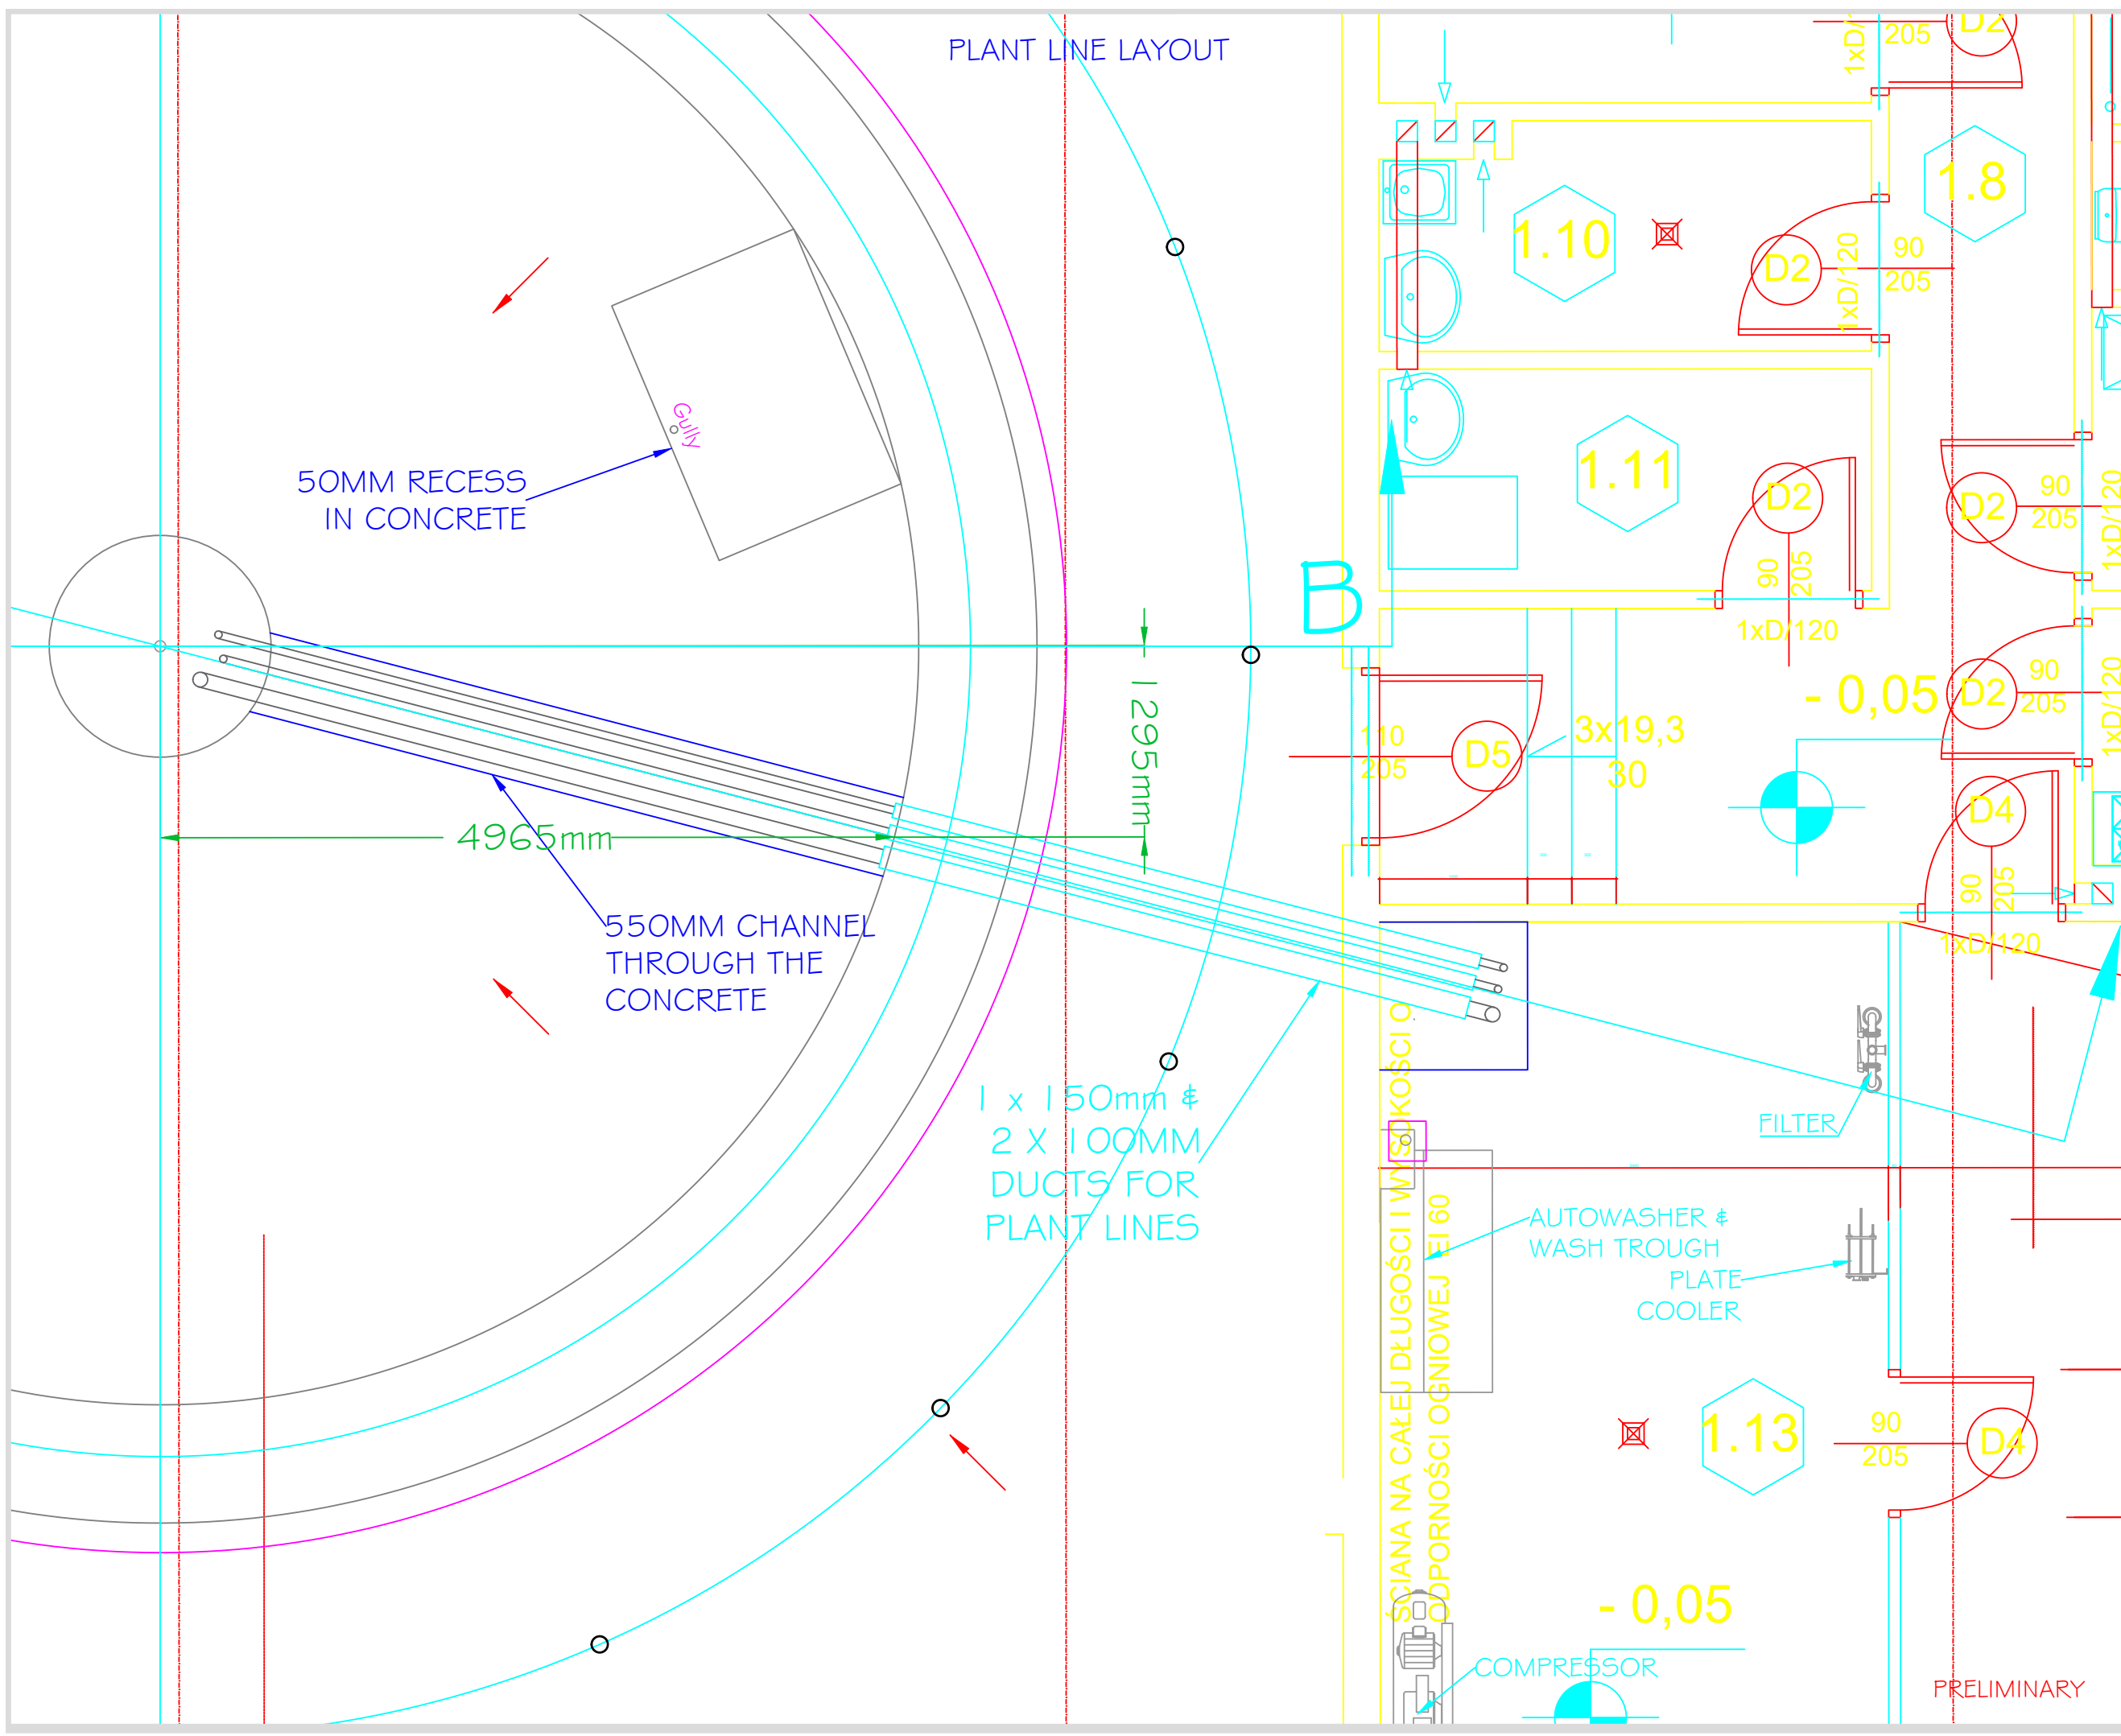 PLANT LINE LAYOUT
D2
90
205
1.8
1.10
D2
1xD/120
90
205
Gully
50MM RECESS
IN CONCRETE
1.11
D2
90
205
1xD/120
D2
90
205
1xD/120
B
1295mm
4965mm
110
205
D5
3x19,3
30
- 0,05
D2
90
205
1xD/120
D4
90
205
1xD/120
550MM CHANNEL
THROUGH THE
CONCRETE
1 x 150mm &
2 X 100MM
DUCTS FOR
PLANT LINES
ŚCIANA NA CAŁEJ DŁUGOŚCI I WYSOKOŚCI O
ODPORNOŚCI OGNIOWEJ EI 60
FILTER
AUTOWASHER &
WASH TROUGH
PLATE
COOLER
1.13
90
205
D4
- 0,05
COMPRESSOR
PRELIMINARY